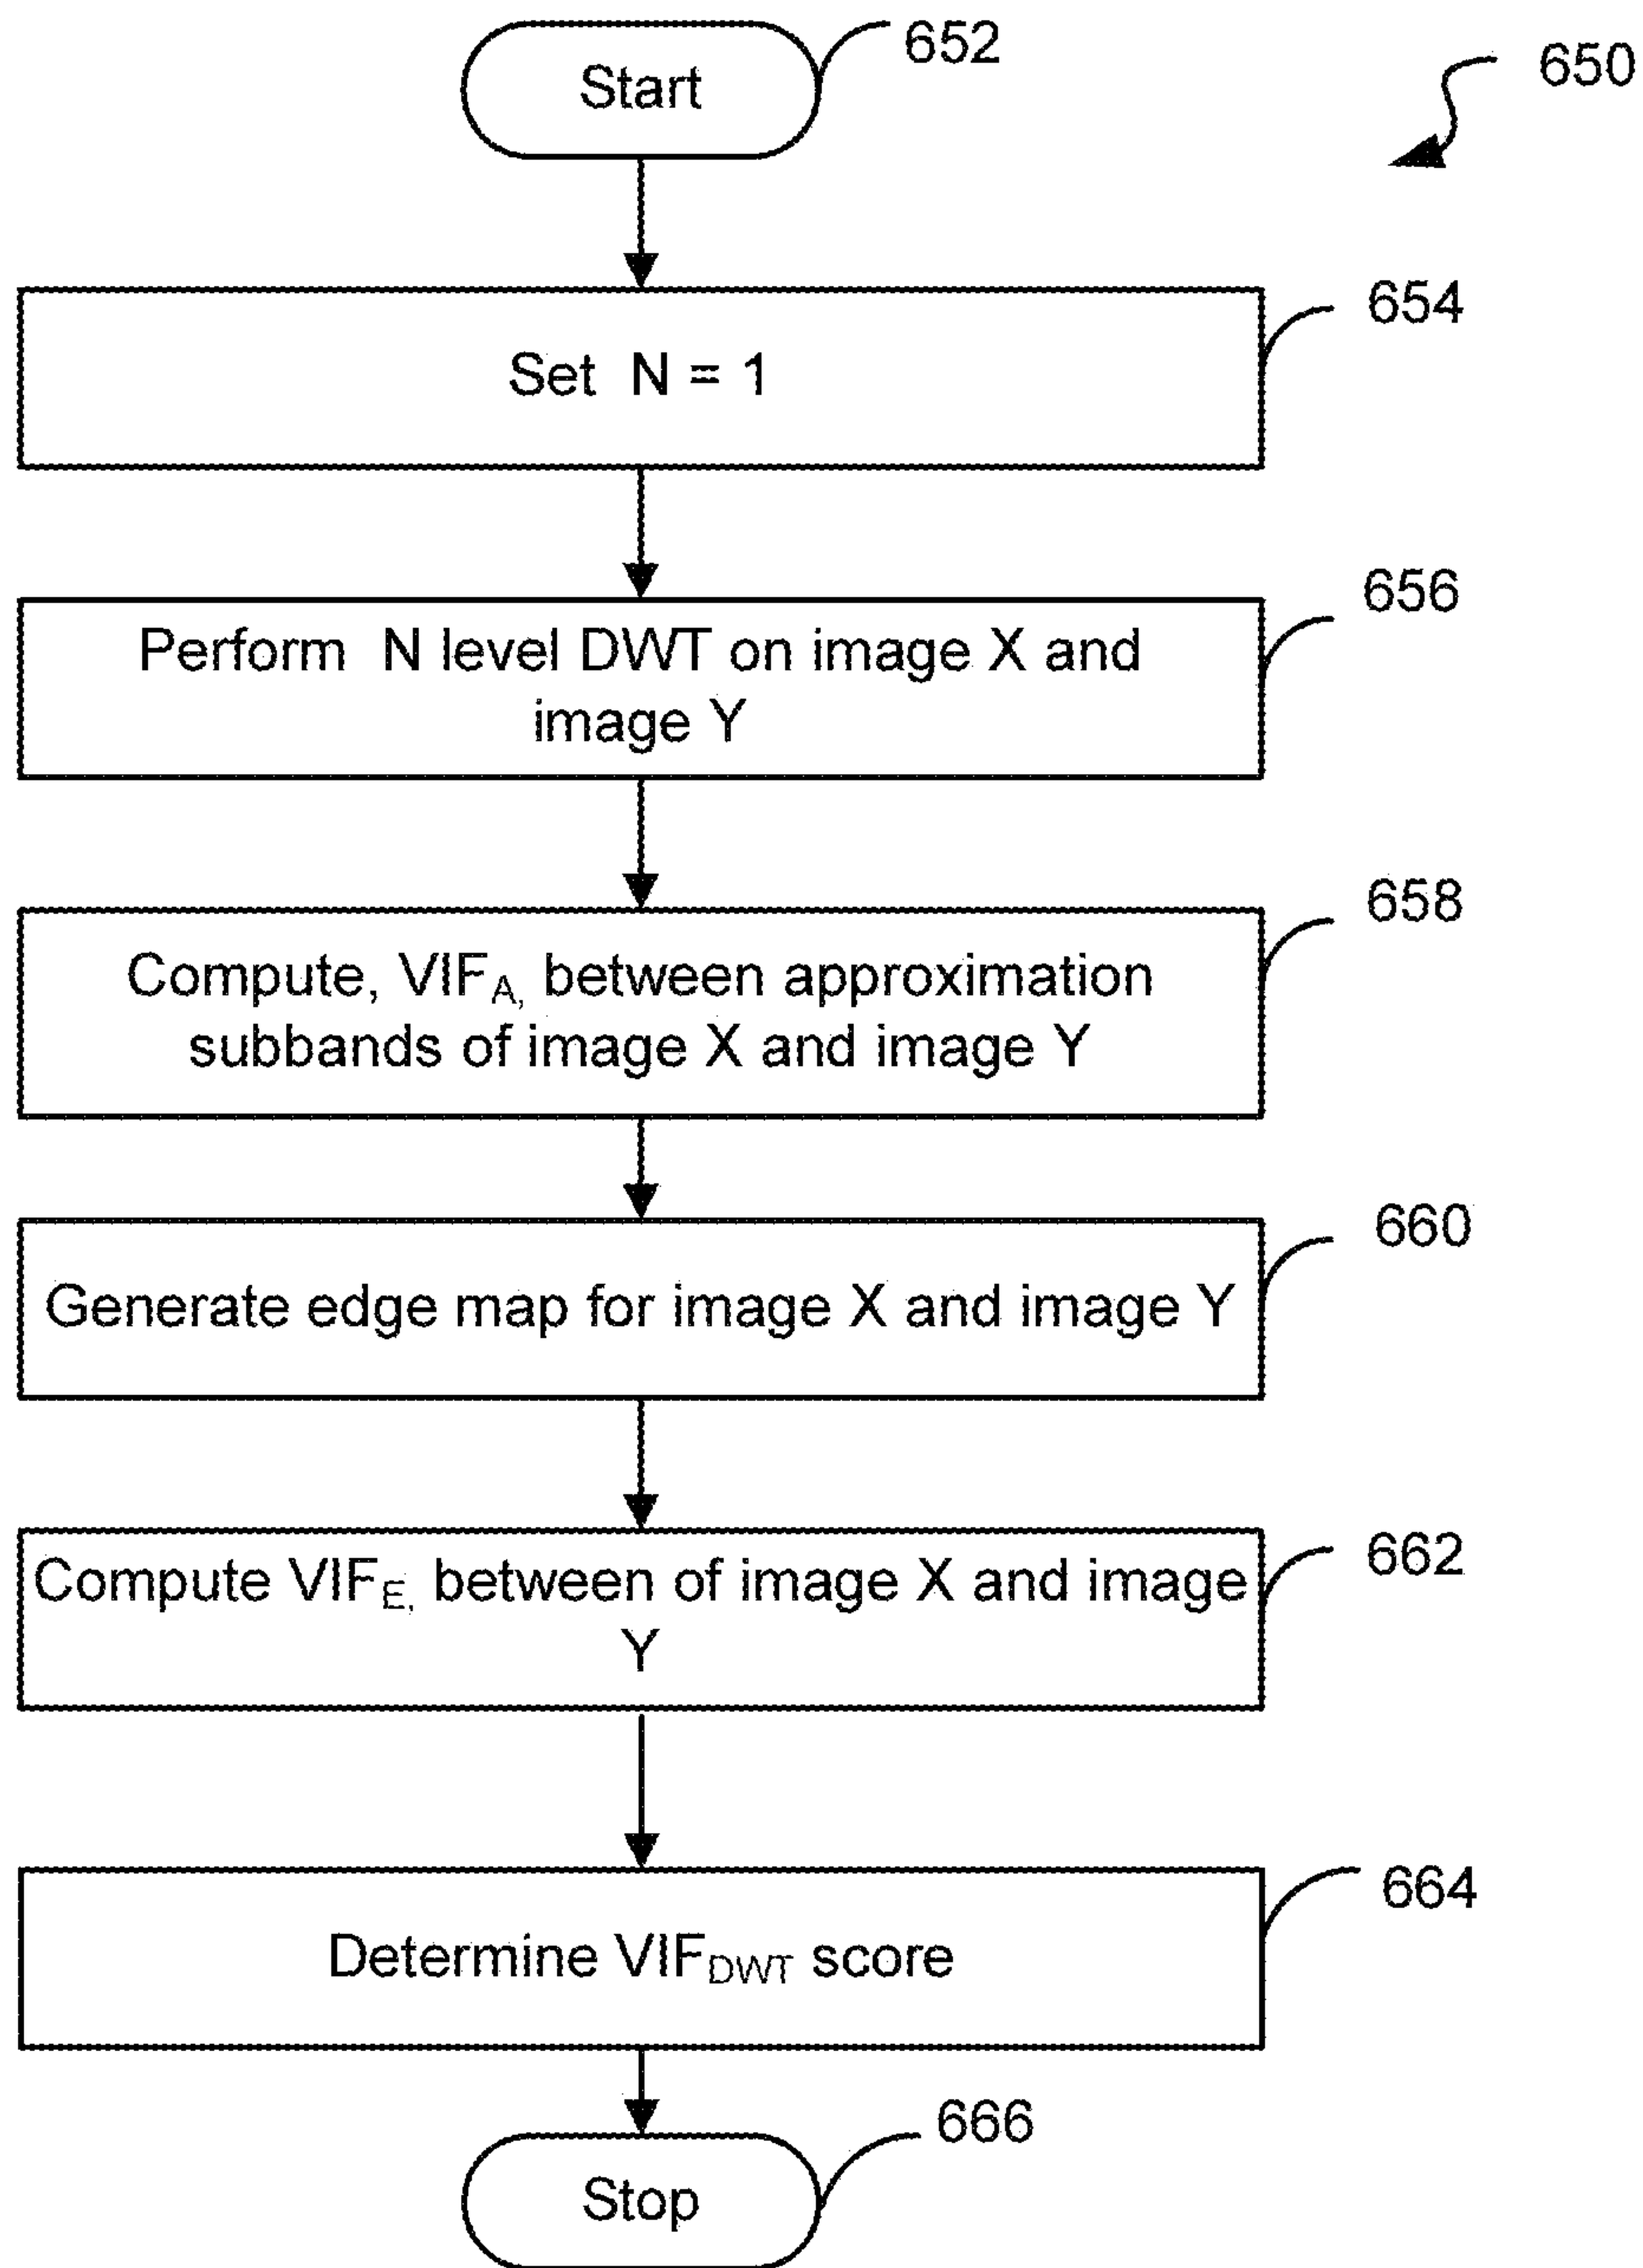 652
Start
650
654
Set N = 1
656
Perform N level DWT on image X and
image Y
658
Compute, VIFA, between approximation
subbands of image X and image Y
660
Generate edge map for image X and image Y
662
Compute VIFE, between of image X and image
Y
664
Determine VIFDWT score
666
Stop